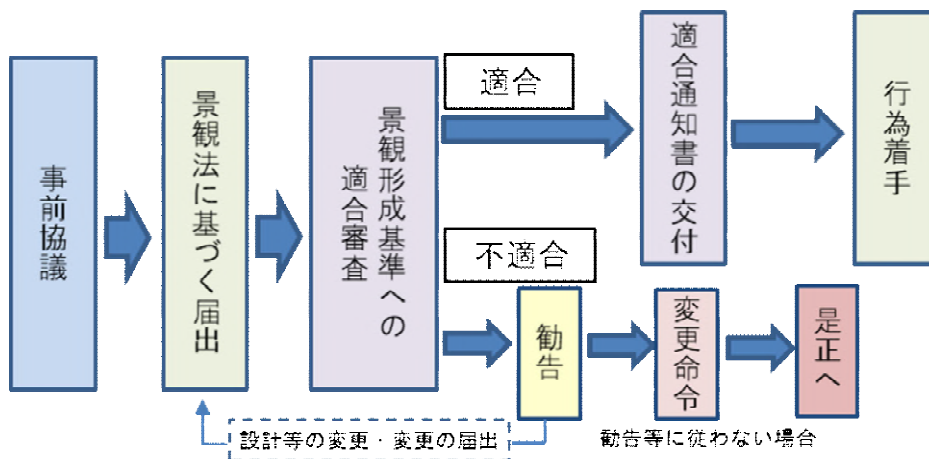 事前協議
景観法に基づく届出
景観形成基準への
適合審査
適合
適合通知書の交付
行為着手
不適合
勧告
変更命令
是正へ
設計等の変更・変更の届出
勧告等に従わない場合